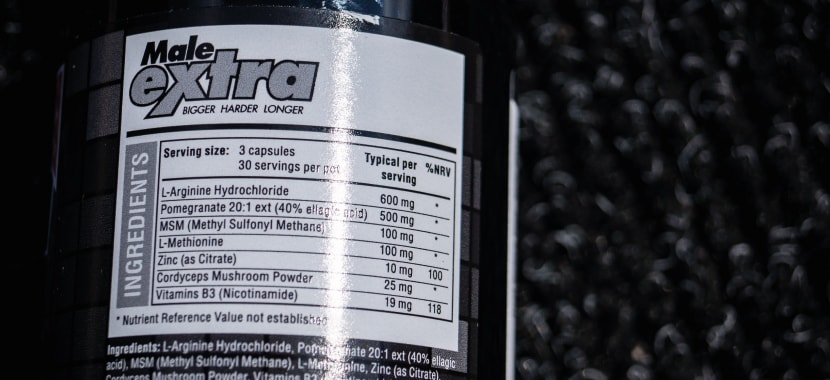 Male
extra
BIGGER HARDER LONGER
INGREDIENTS
Serving size: 3 capsules
30 servings per pot
Typical per serving %NRV
L-Arginine Hydrochloride 600 mg *
Pomegranate 20:1 ext (40% ellagic acid) 500 mg *
MSM (Methyl Sulfonyl Methane) 100 mg *
L-Methionine 100 mg *
Zinc (as Citrate) 10 mg 100
Cordyceps Mushroom Powder 25 mg *
Vitamins B3 (Nicotinamide) 19 mg 118
* Nutrient Reference Value not established
Ingredients: L-Arginine Hydrochloride, Pomegranate 20:1 ext (40% ellagic
acid), MSM (Methyl Sulfonyl Methane), L-Methionine, Zinc (as Citrate),
Cordyceps Mushroom Powder, Vitamins B3